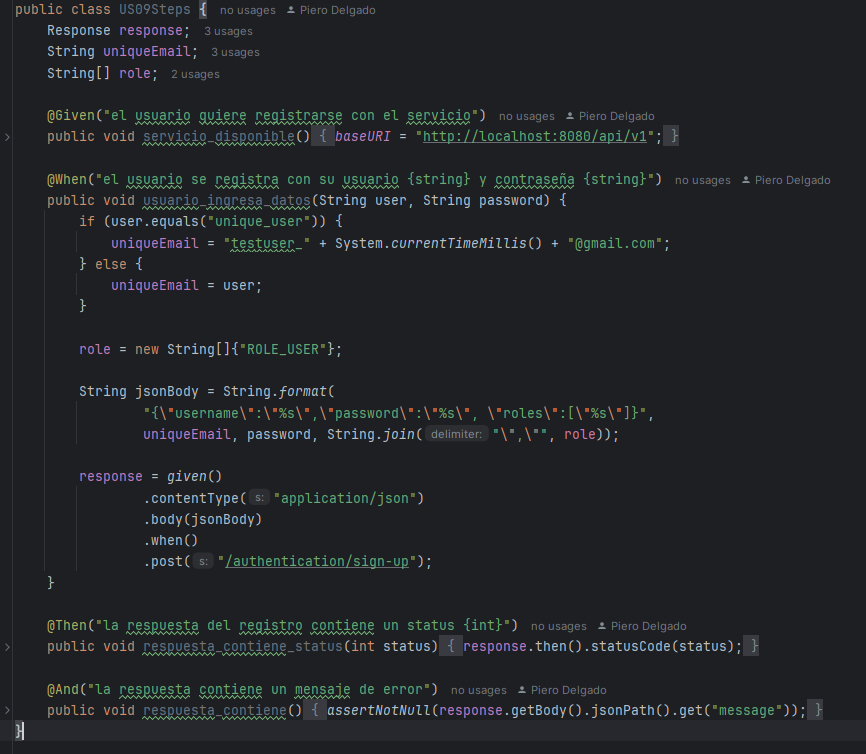 public class US09Steps { no usages Piero Delgado
Response response; 3 usages
String uniqueEmail; 3 usages
String[] role; 2 usages
@Given("el usuario quiere registrarse con el servicio") no usages Piero Delgado
public void servicio_disponible() { baseURI = "http://localhost:8080/api/v1"; }
@When("el usuario se registra con su usuario {string} y contraseña {string}") no usages Piero Delgado
public void usuario_ingresa_datos(String user, String password) {
if (user.equals("unique_user")) {
uniqueEmail = "testuser_" + System.currentTimeMillis() + "@gmail.com";
} else {
uniqueEmail = user;
}
role = new String[]{"ROLE_USER"};
String jsonBody = String.format(
"{\"username\":\"%s\",\"password\":\"%s\", \"roles\":[\"%s\"]}",
uniqueEmail, password, String.join( delimiter: "\",\"", role));
response = given()
.contentType( s: "application/json")
.body(jsonBody)
.when()
.post( s: "/authentication/sign-up");
}
@Then("la respuesta del registro contiene un status {int}") no usages Piero Delgado
public void respuesta_contiene_status(int status) { response.then().statusCode(status); }
@And("la respuesta contiene un mensaje de error") no usages Piero Delgado
public void respuesta_contiene() { assertNotNull(response.getBody().jsonPath().get("message")); }
}